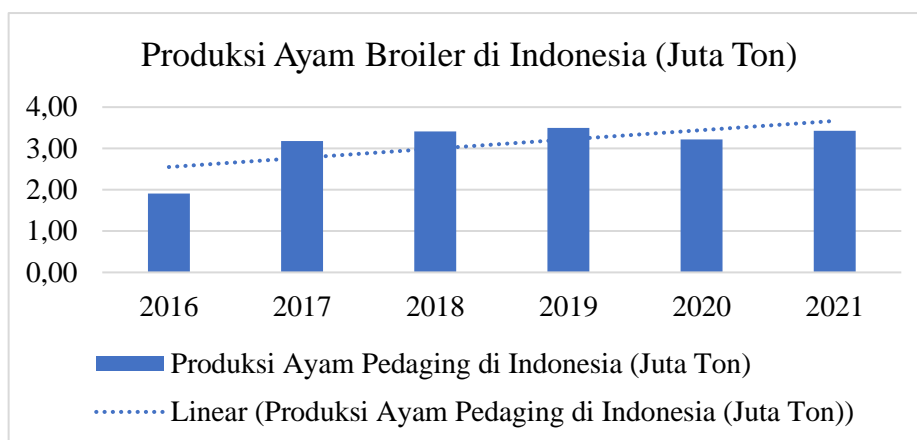 Produksi Ayam Broiler di Indonesia (Juta Ton)
4,00
3,00
2,00
1,00
0,00
2016 2017 2018 2019 2020 2021
Produksi Ayam Pedaging di Indonesia (Juta Ton)
Linear (Produksi Ayam Pedaging di Indonesia (Juta Ton))